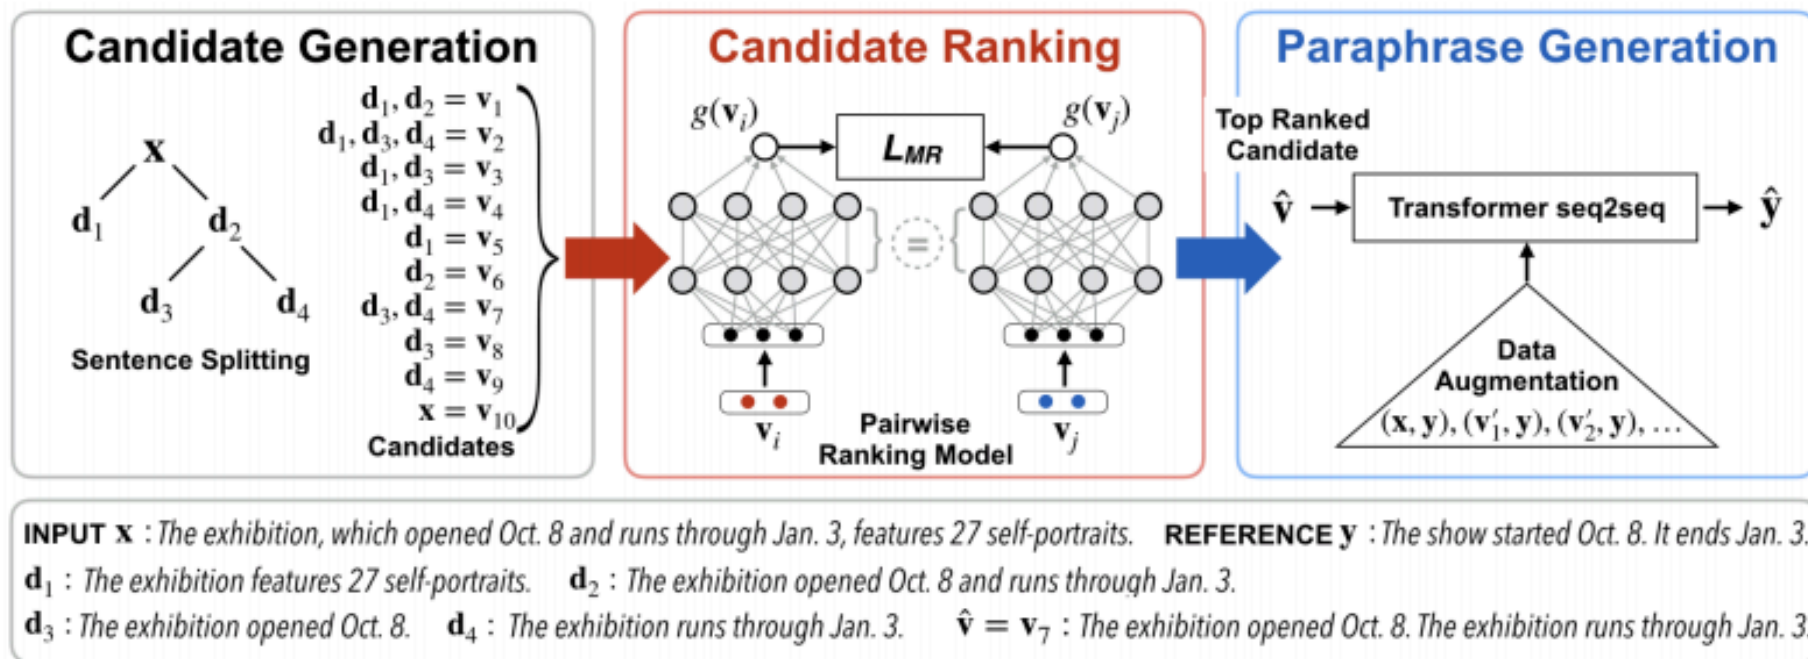 Candidate Generation
x
d1
d2
d3
d4
Sentence Splitting
d1, d2 = v1
d1, d3, d4 = v2
d1, d3 = v3
d1, d4 = v4
d1 = v5
d2 = v6
d3, d4 = v7
d3 = v8
d4 = v9
x = v10
Candidates
Candidate Ranking
g(vi)
LMR
g(vj)
=
vi
vj
Pairwise
Ranking Model
Paraphrase Generation
Top Ranked
Candidate
v̂
Transformer seq2seq
ŷ
Data
Augmentation
(x, y), (v′1, y), (v′2, y), …
INPUT x : The exhibition, which opened Oct. 8 and runs through Jan. 3, features 27 self-portraits. REFERENCE y : The show started Oct. 8. It ends Jan. 3.
d1 : The exhibition features 27 self-portraits. d2 : The exhibition opened Oct. 8 and runs through Jan. 3.
d3 : The exhibition opened Oct. 8. d4 : The exhibition runs through Jan. 3. v̂ = v7 : The exhibition opened Oct. 8. The exhibition runs through Jan. 3.